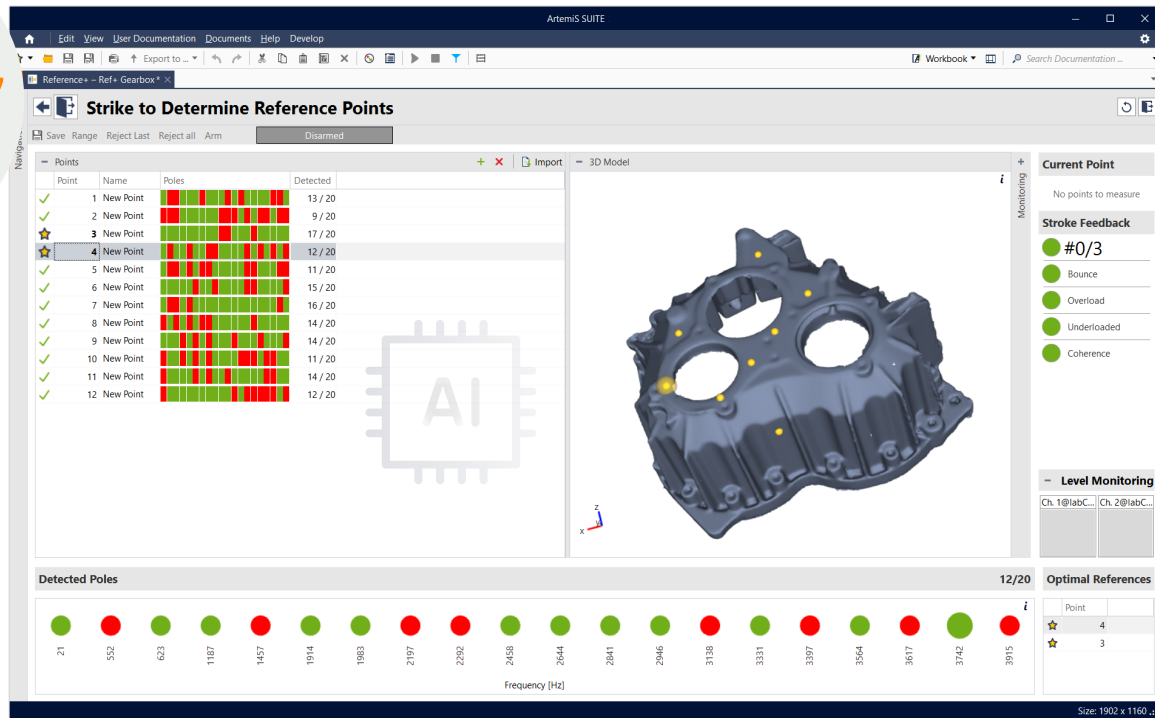 ArtemiS SUITE
Edit View User Documentation Documents Help Develop
Export to ... Workbook Search Documentation ...
Reference+ – Ref+ Gearbox*
Strike to Determine Reference Points
Save Range Reject Last Reject all Arm Disarmed
Points Import 3D Model
Monitoring
Point Name Poles Detected
1 New Point 13 / 20
2 New Point 9 / 20
3 New Point 17 / 20
4 New Point 12 / 20
5 New Point 11 / 20
6 New Point 15 / 20
7 New Point 16 / 20
8 New Point 14 / 20
9 New Point 14 / 20
10 New Point 11 / 20
11 New Point 14 / 20
12 New Point 12 / 20
AI
i
z
y
x
Current Point
No points to measure
Stroke Feedback
#0/3
Bounce
Overload
Underloaded
Coherence
Level Monitoring
Ch. 1@labC... Ch. 2@labC...
Detected Poles 12/20
i
21 552 623 1187 1457 1914 1983 2197 2292 2458 2644 2841 2946 3138 3331 3397 3564 3617 3742 3915
Frequency [Hz]
Optimal References
Point
4
3
Size: 1902 x 1160